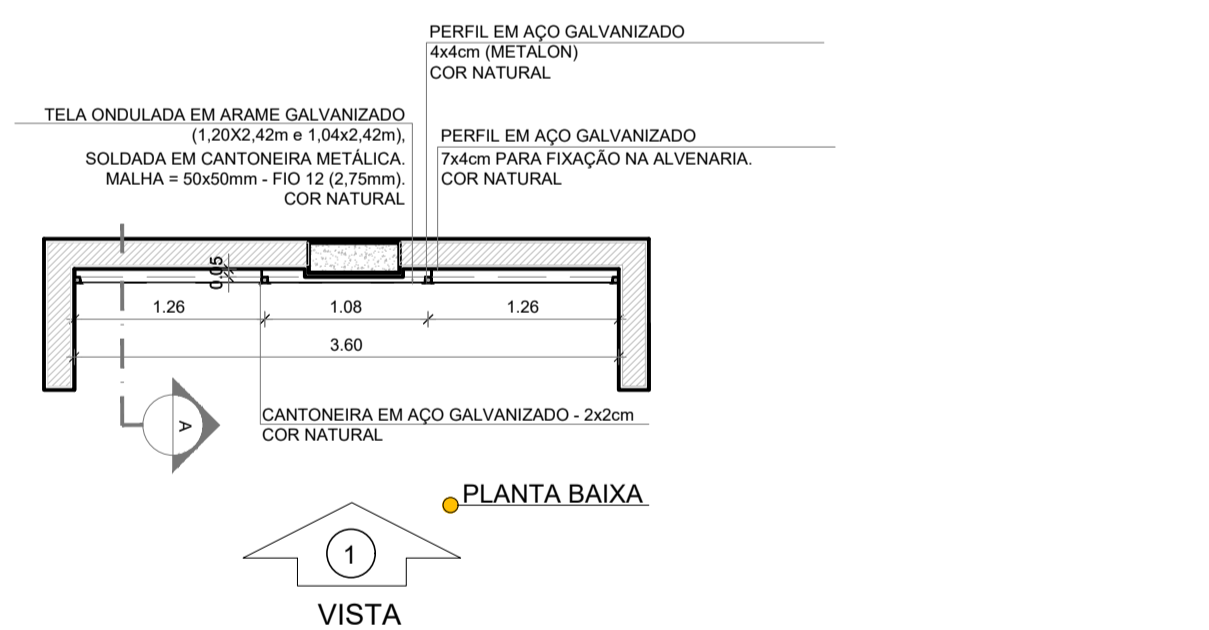 PERFIL EM AÇO GALVANIZADO
4x4cm (METALON)
COR NATURAL
TELA ONDULADA EM ARAME GALVANIZADO
(1,20X2,42m e 1,04x2,42m),
SOLDADA EM CANTONEIRA METÁLICA.
MALHA = 50x50mm - FIO 12 (2,75mm).
COR NATURAL
PERFIL EM AÇO GALVANIZADO
7x4cm PARA FIXAÇÃO NA ALVENARIA.
COR NATURAL
0.05
1.26
1.08
1.26
3.60
CANTONEIRA EM AÇO GALVANIZADO - 2x2cm
COR NATURAL
A
PLANTA BAIXA
1
VISTA